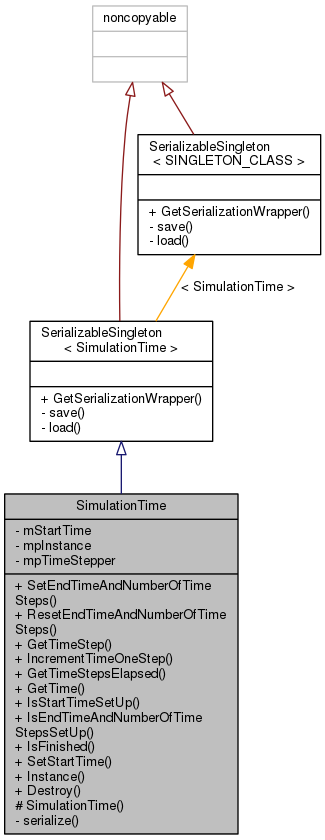 noncopyable
SerializableSingleton
< SINGLETON_CLASS >
+ GetSerializationWrapper()
- save()
- load()
< SimulationTime >
SerializableSingleton
< SimulationTime >
+ GetSerializationWrapper()
- save()
- load()
SimulationTime
- mStartTime
- mpInstance
- mpTimeStepper
+ SetEndTimeAndNumberOfTime
Steps()
+ ResetEndTimeAndNumberOfTime
Steps()
+ GetTimeStep()
+ IncrementTimeOneStep()
+ GetTimeStepsElapsed()
+ GetTime()
+ IsStartTimeSetUp()
+ IsEndTimeAndNumberOfTime
StepsSetUp()
+ IsFinished()
+ SetStartTime()
+ Instance()
+ Destroy()
# SimulationTime()
- serialize()